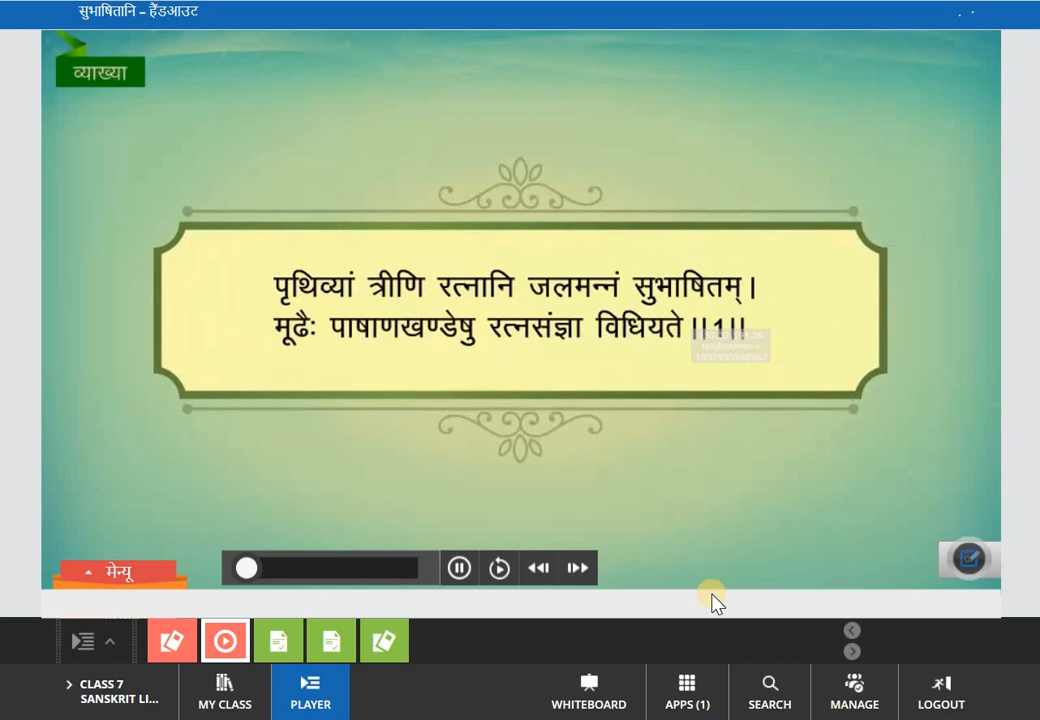 सुभाषितानि – हैंडआउट
व्याख्या
पृथिव्यां त्रीणि रत्नानि जलमन्नं सुभाषितम्।
मूढैः पाषाणखण्डेषु रत्नसंज्ञा विधियते ||1||
मेन्यू
CLASS 7
SANSKRIT LI...
MY CLASS
PLAYER
WHITEBOARD
APPS (1)
SEARCH
MANAGE
LOGOUT